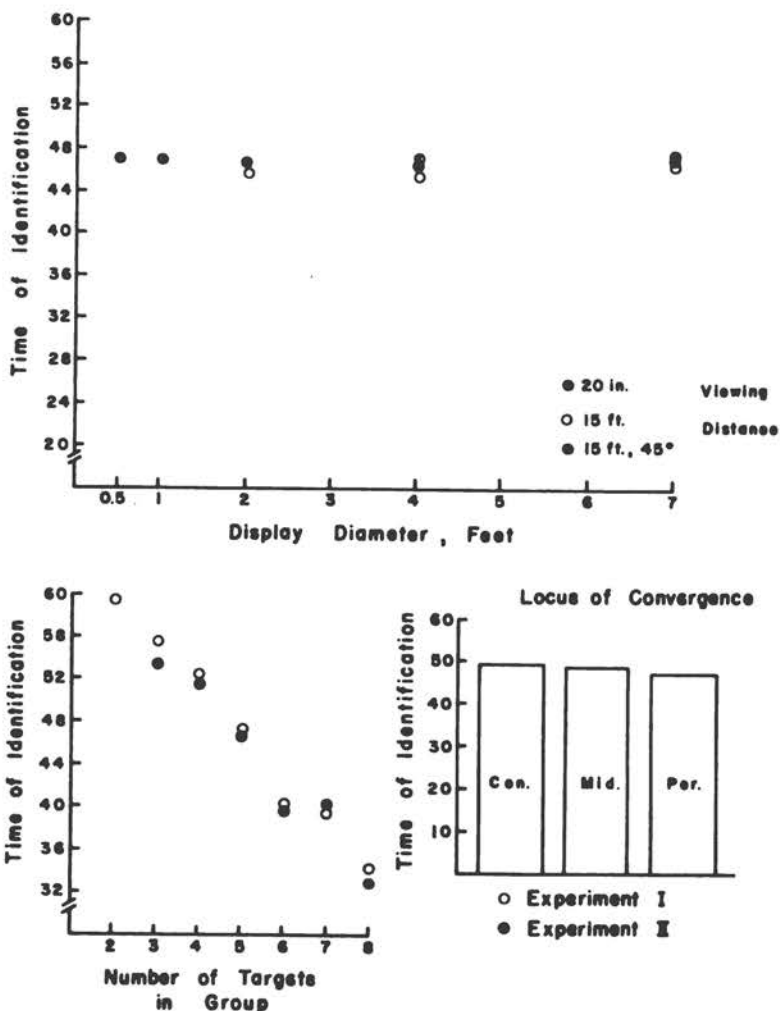 60
56
52
48
44
40
36
32
28
24
20
Time of Identification
● 20 in.
○ 15 ft.
● 15 ft., 45°
Viewing
Distance
0.5 1 2 3 4 5 6 7
Display Diameter, Feet
60
56
52
48
44
40
36
32
Time of Identification
2 3 4 5 6 7 8
Number of Targets
in Group
Locus of Convergence
60
50
40
30
20
10
Time of Identification
Cen. Mid. Per.
○ Experiment I
● Experiment II